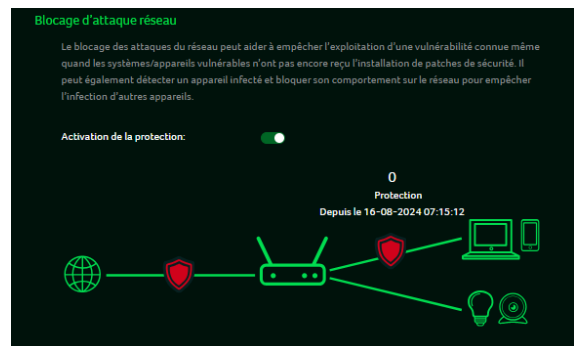 Blocage d'attaque réseau
Le blocage des attaques du réseau peut aider à empêcher l'exploitation d'une vulnérabilité connue même
quand les systèmes/appareils vulnérables n'ont pas encore reçu l'installation de patches de sécurité. Il
peut également détecter un appareil infecté et bloquer son comportement sur le réseau pour empêcher
l'infection d'autres appareils.
Activation de la protection:
0
Protection
Depuis le 16-08-2024 07:15:12